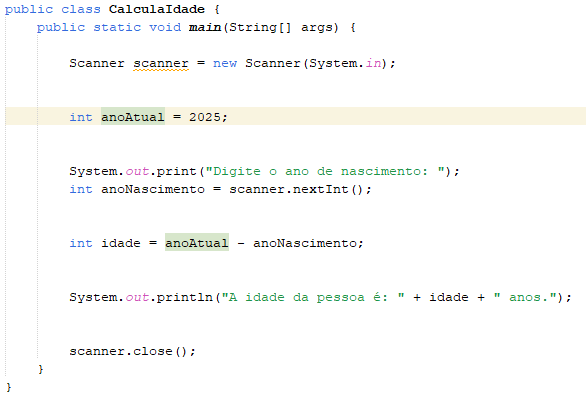 public class CalculaIdade {
public static void main(String[] args) {
Scanner scanner = new Scanner(System.in);
int anoAtual = 2025;
System.out.print("Digite o ano de nascimento: ");
int anoNascimento = scanner.nextInt();
int idade = anoAtual - anoNascimento;
System.out.println("A idade da pessoa é: " + idade + " anos.");
scanner.close();
}
}